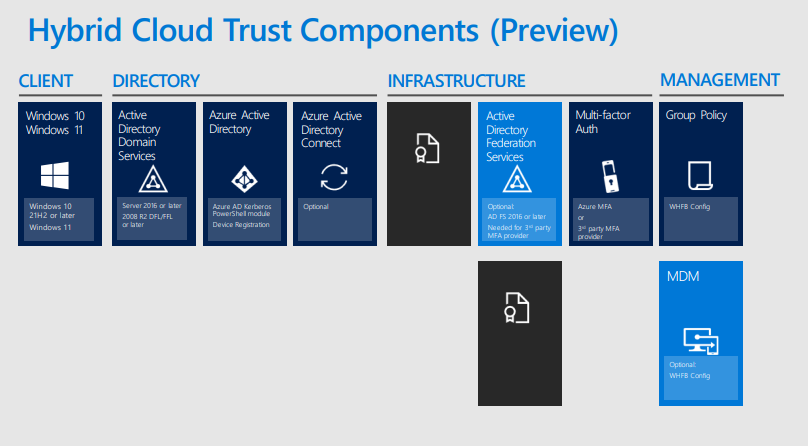 Hybrid Cloud Trust Components (Preview)
CLIENT
DIRECTORY
INFRASTRUCTURE
MANAGEMENT
Windows 10
Windows 11
Windows 10
21H2 or later
Windows 11
Active
Directory
Domain
Services
Server 2016 or later
2008 R2 DFL/FFL
or later
Azure Active
Directory
Azure AD Kerberos
PowerShell module
Device Registration
Azure Active
Directory
Connect
Optional
Active
Directory
Federation
Services
Optional:
AD FS 2016 or later
Needed for 3rd party
MFA provider
Multi-factor
Auth
Azure MFA
or
3rd party MFA
provider
Group Policy
WHFB Config
MDM
Optional:
WHFB Config